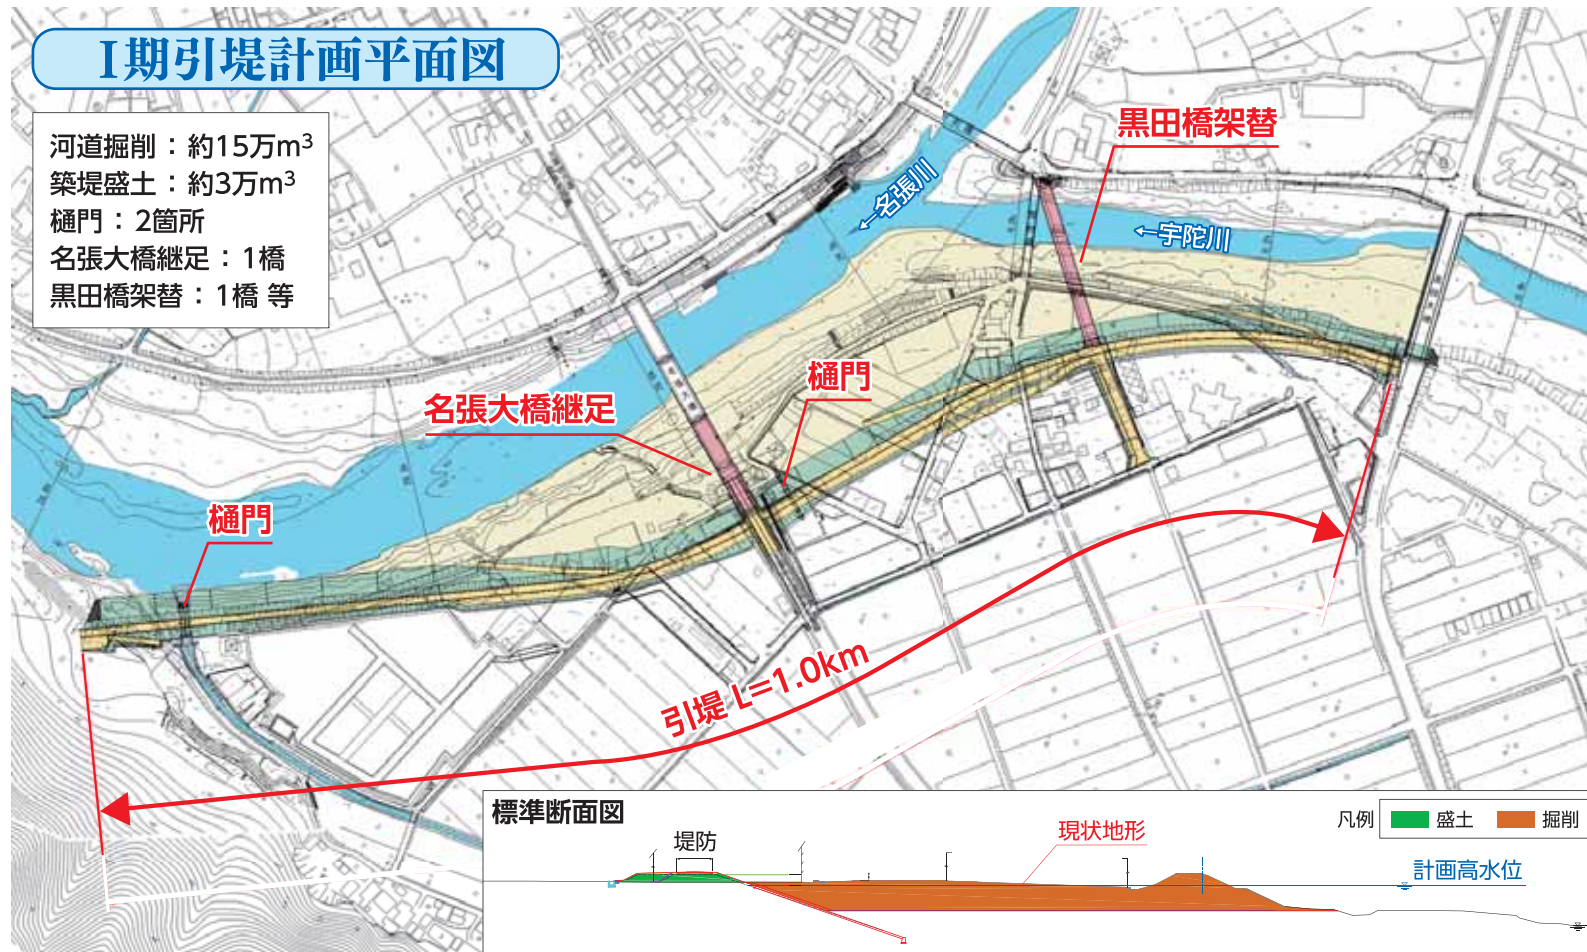 Ⅰ期引堤計画平面図
河道掘削：約15万m³
築堤盛土：約3万m³
樋門：2箇所
名張大橋継足：1橋
黒田橋架替：1橋 等
黒田橋架替
←名張川
←宇陀川
樋門
名張大橋継足
樋門
引堤 L=1.0km
標準断面図
凡例 盛土 掘削
堤防
現状地形
計画高水位